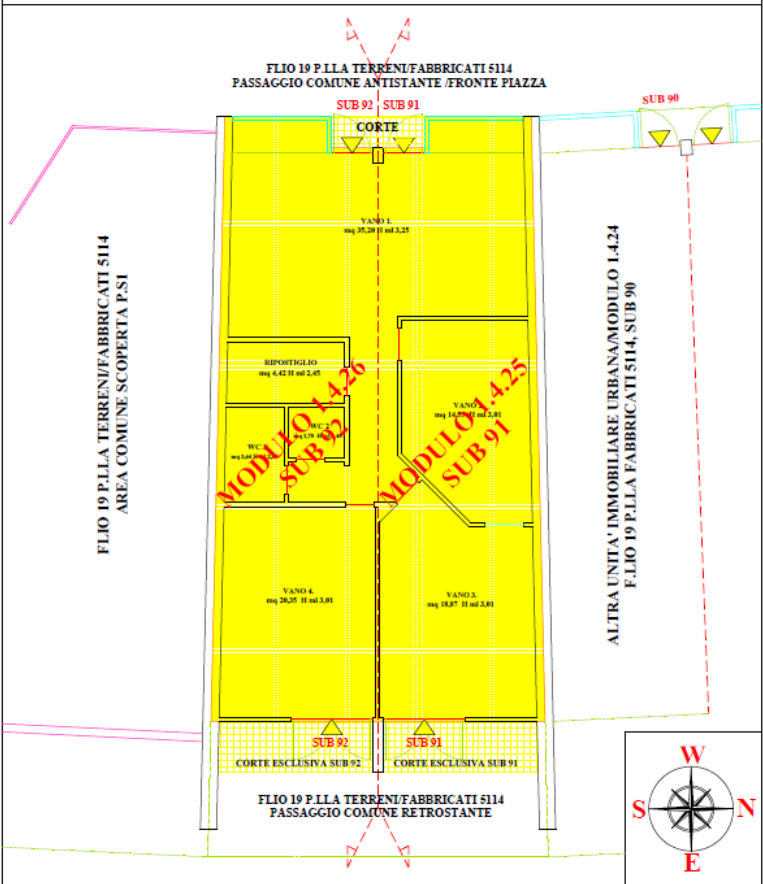 FLIO 19 P.LLA TERRENI/FABBRICATI 5114
PASSAGGIO COMUNE ANTISTANTE /FRONTE PIAZZA
SUB 92
SUB 91
SUB 90
CORTE
VANO 1.
mq 35,20 H ml 3,25
FLIO 19 P.LLA TERRENI/FABBRICATI 5114
AREA COMUNE SCOPERTA P.S1
ALTRA UNITA' IMMOBILIARE URBANA/MODULO 1.4.24
F.LIO 19 P.LLA FABBRICATI 5114, SUB 90
RIPOSTIGLIO
mq 4,42 H ml 2,45
MODULO 1.4.26
SUB 92
MODULO 1.4.25
SUB 91
VANO
mq H ml 3,01
WC 2
WC
VANO 4.
mq 20,35 H ml 3,01
VANO 3.
mq 18,87 H ml 3,01
SUB 92
SUB 91
CORTE ESCLUSIVA SUB 92
CORTE ESCLUSIVA SUB 91
FLIO 19 P.LLA TERRENI/FABBRICATI 5114
PASSAGGIO COMUNE RETROSTANTE
W
S
N
E